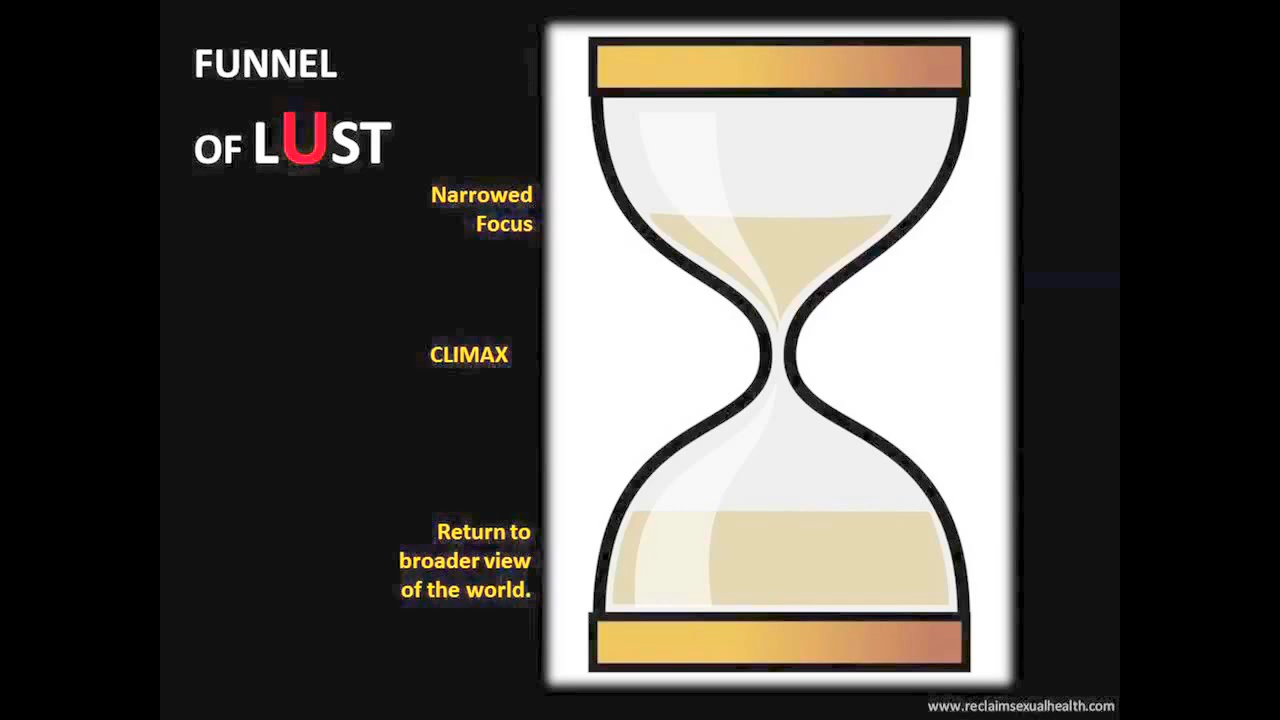 FUNNEL
OF LUST
Narrowed
Focus
CLIMAX
Return to
broader view
of the world.
www.reclaimsexualhealth.com